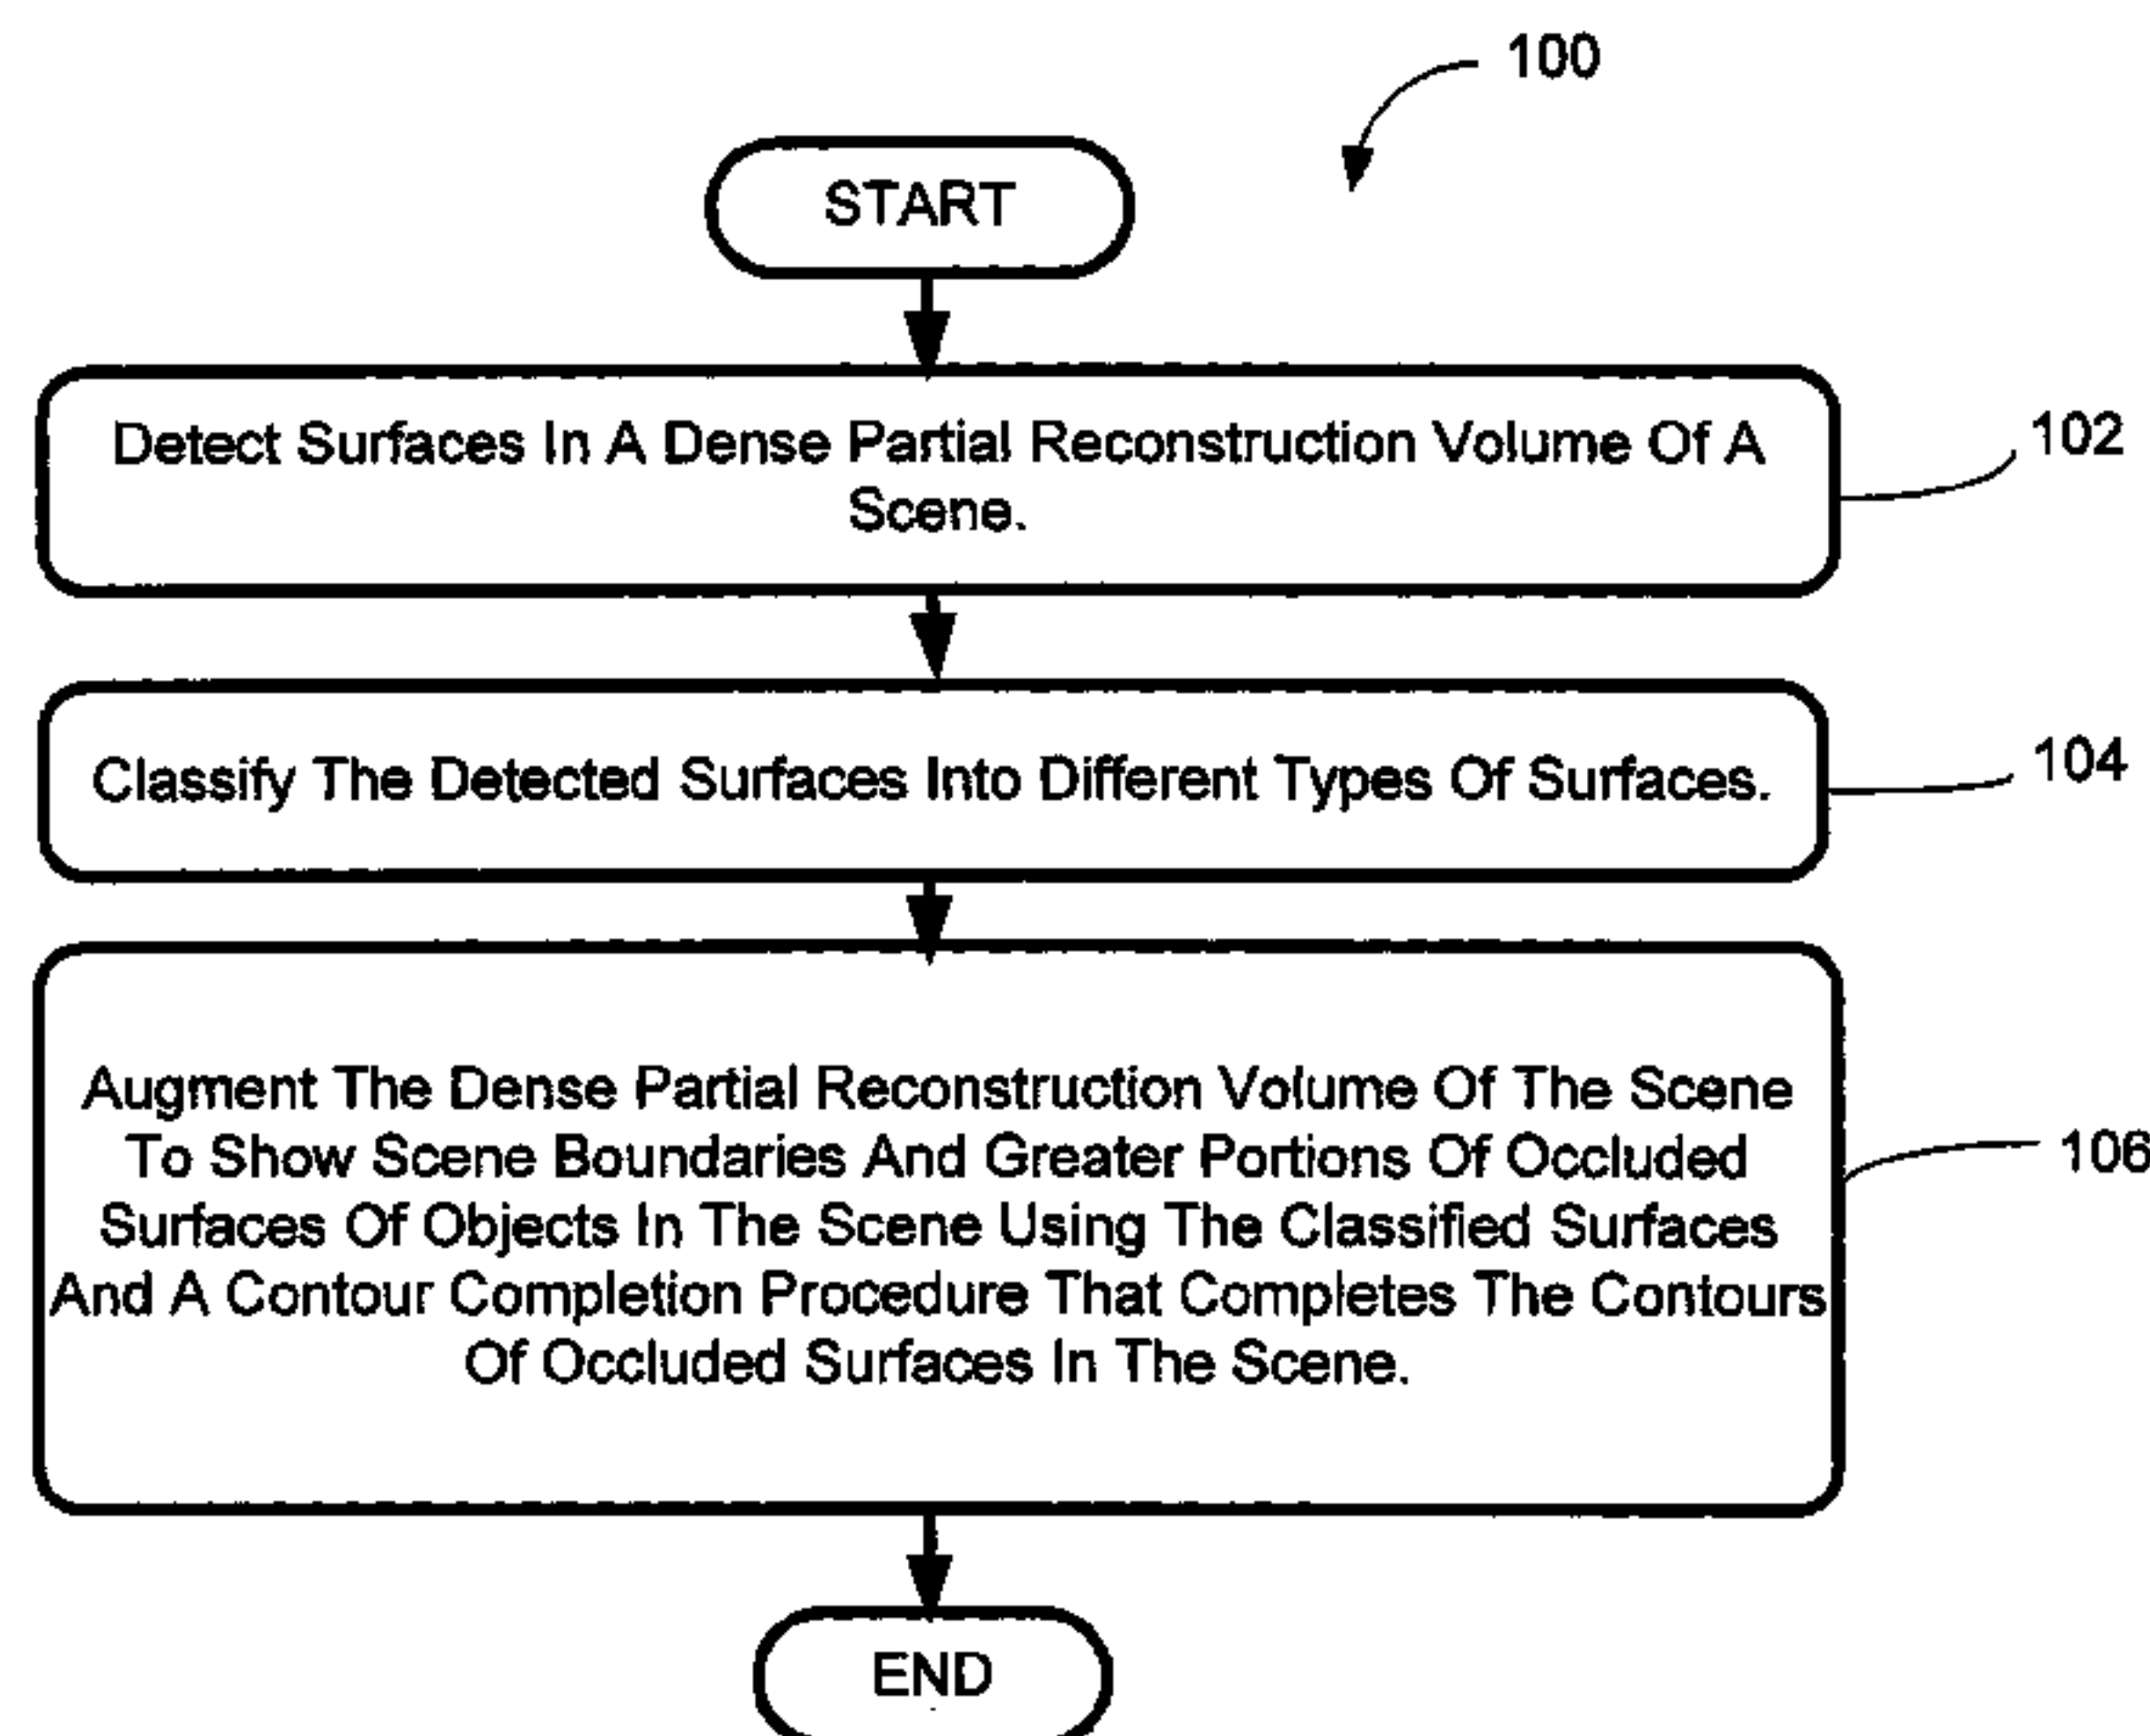 100
START
Detect Surfaces In A Dense Partial Reconstruction Volume Of A
Scene.
102
Classify The Detected Surfaces Into Different Types Of Surfaces.
104
Augment The Dense Partial Reconstruction Volume Of The Scene
To Show Scene Boundaries And Greater Portions Of Occluded
Surfaces Of Objects In The Scene Using The Classified Surfaces
And A Contour Completion Procedure That Completes The Contours
Of Occluded Surfaces In The Scene.
106
END